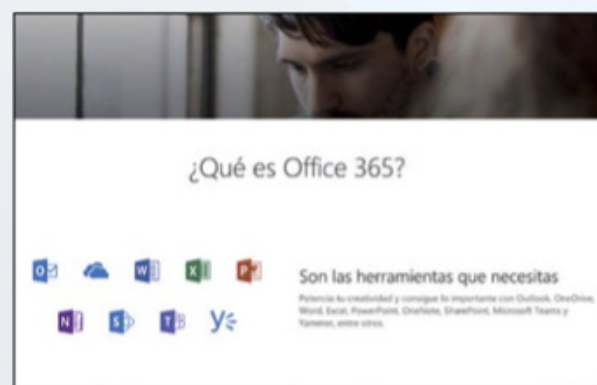 ¿Qué es Office 365?
Son las herramientas que necesitas
Potencia tu creatividad y consigue lo importante con Outlook, OneDrive,
Word, Excel, PowerPoint, OneNote, SharePoint, Microsoft Teams y
Yammer, entre otros.